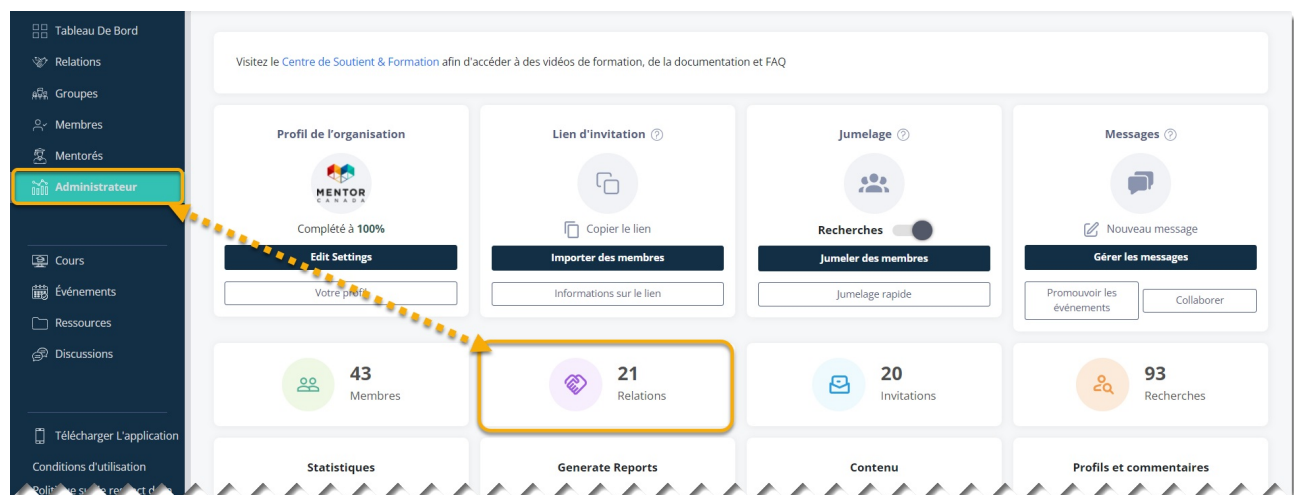 Tableau De Bord
Relations
Groupes
Membres
Mentorés
Administrateur
Cours
Événements
Ressources
Discussions
Télécharger L'application
Conditions d'utilisation
Visitez le Centre de Soutient & Formation afin d'accéder à des vidéos de formation, de la documentation et FAQ
Profil de l'organisation
MENTOR
CANADA
Complété à 100%
Edit Settings
Votre profil
Lien d'invitation
Copier le lien
Importer des membres
Informations sur le lien
Jumelage
Recherches
Jumeler des membres
Jumelage rapide
Messages
Nouveau message
Gérer les messages
Promouvoir les
événements
Collaborer
43
Membres
21
Relations
20
Invitations
93
Recherches
Statistiques
Generate Reports
Contenu
Profils et commentaires